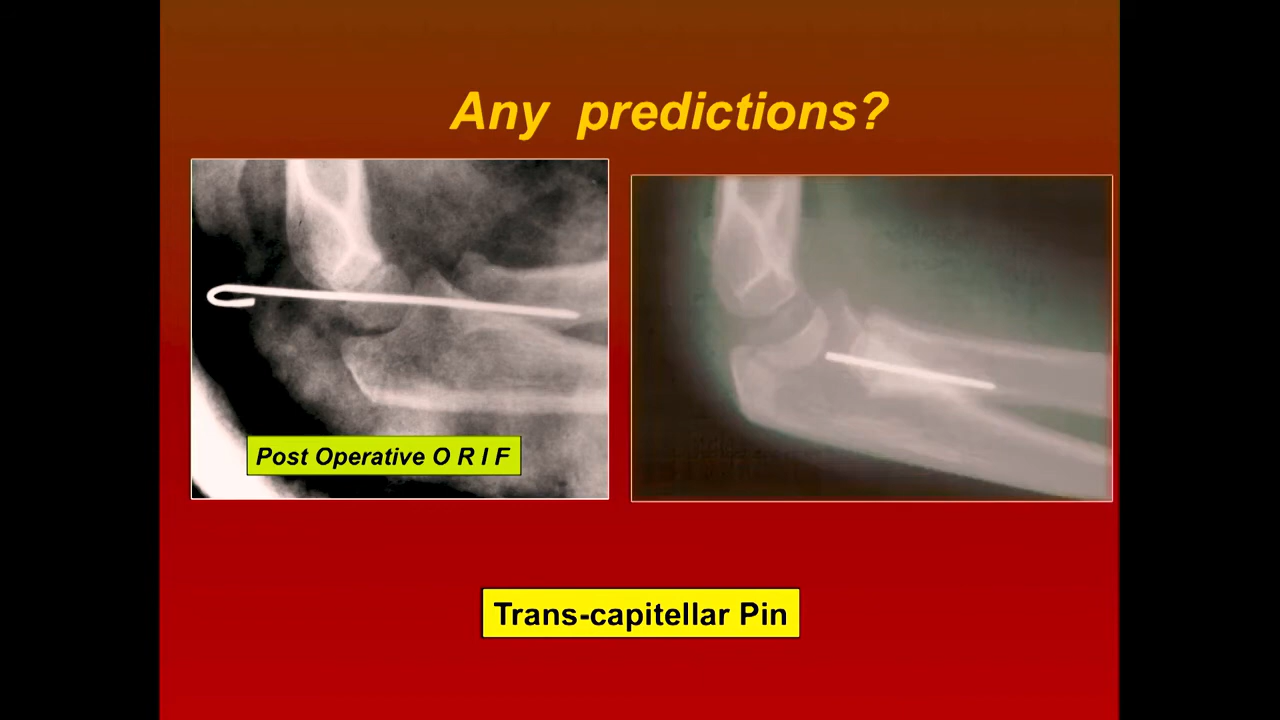 Any predictions?
Post Operative O R I F
Trans-capitellar Pin